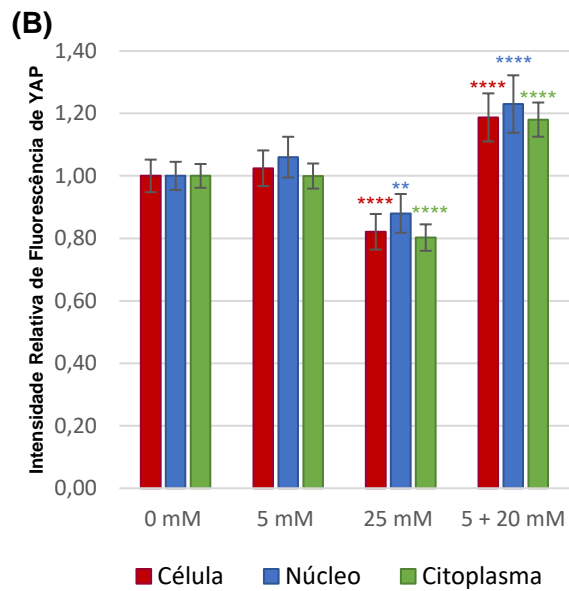 (B)
Intensidade Relativa de Fluorescência de YAP
1,40
1,20
1,00
0,80
0,60
0,40
0,20
0,00
**** ** ****
**** **** ****
0 mM 5 mM 25 mM 5 + 20 mM
Célula Núcleo Citoplasma